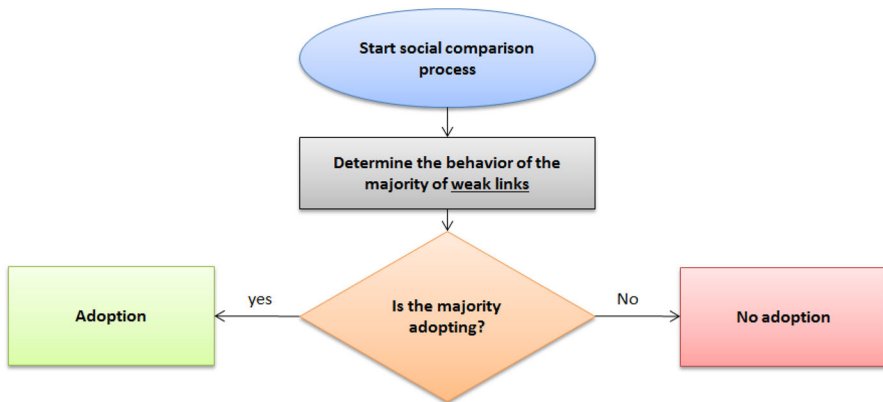 Start social comparison
process
Determine the behavior of the
majority of weak links
yes
No
Adoption
Is the majority
adopting?
No adoption